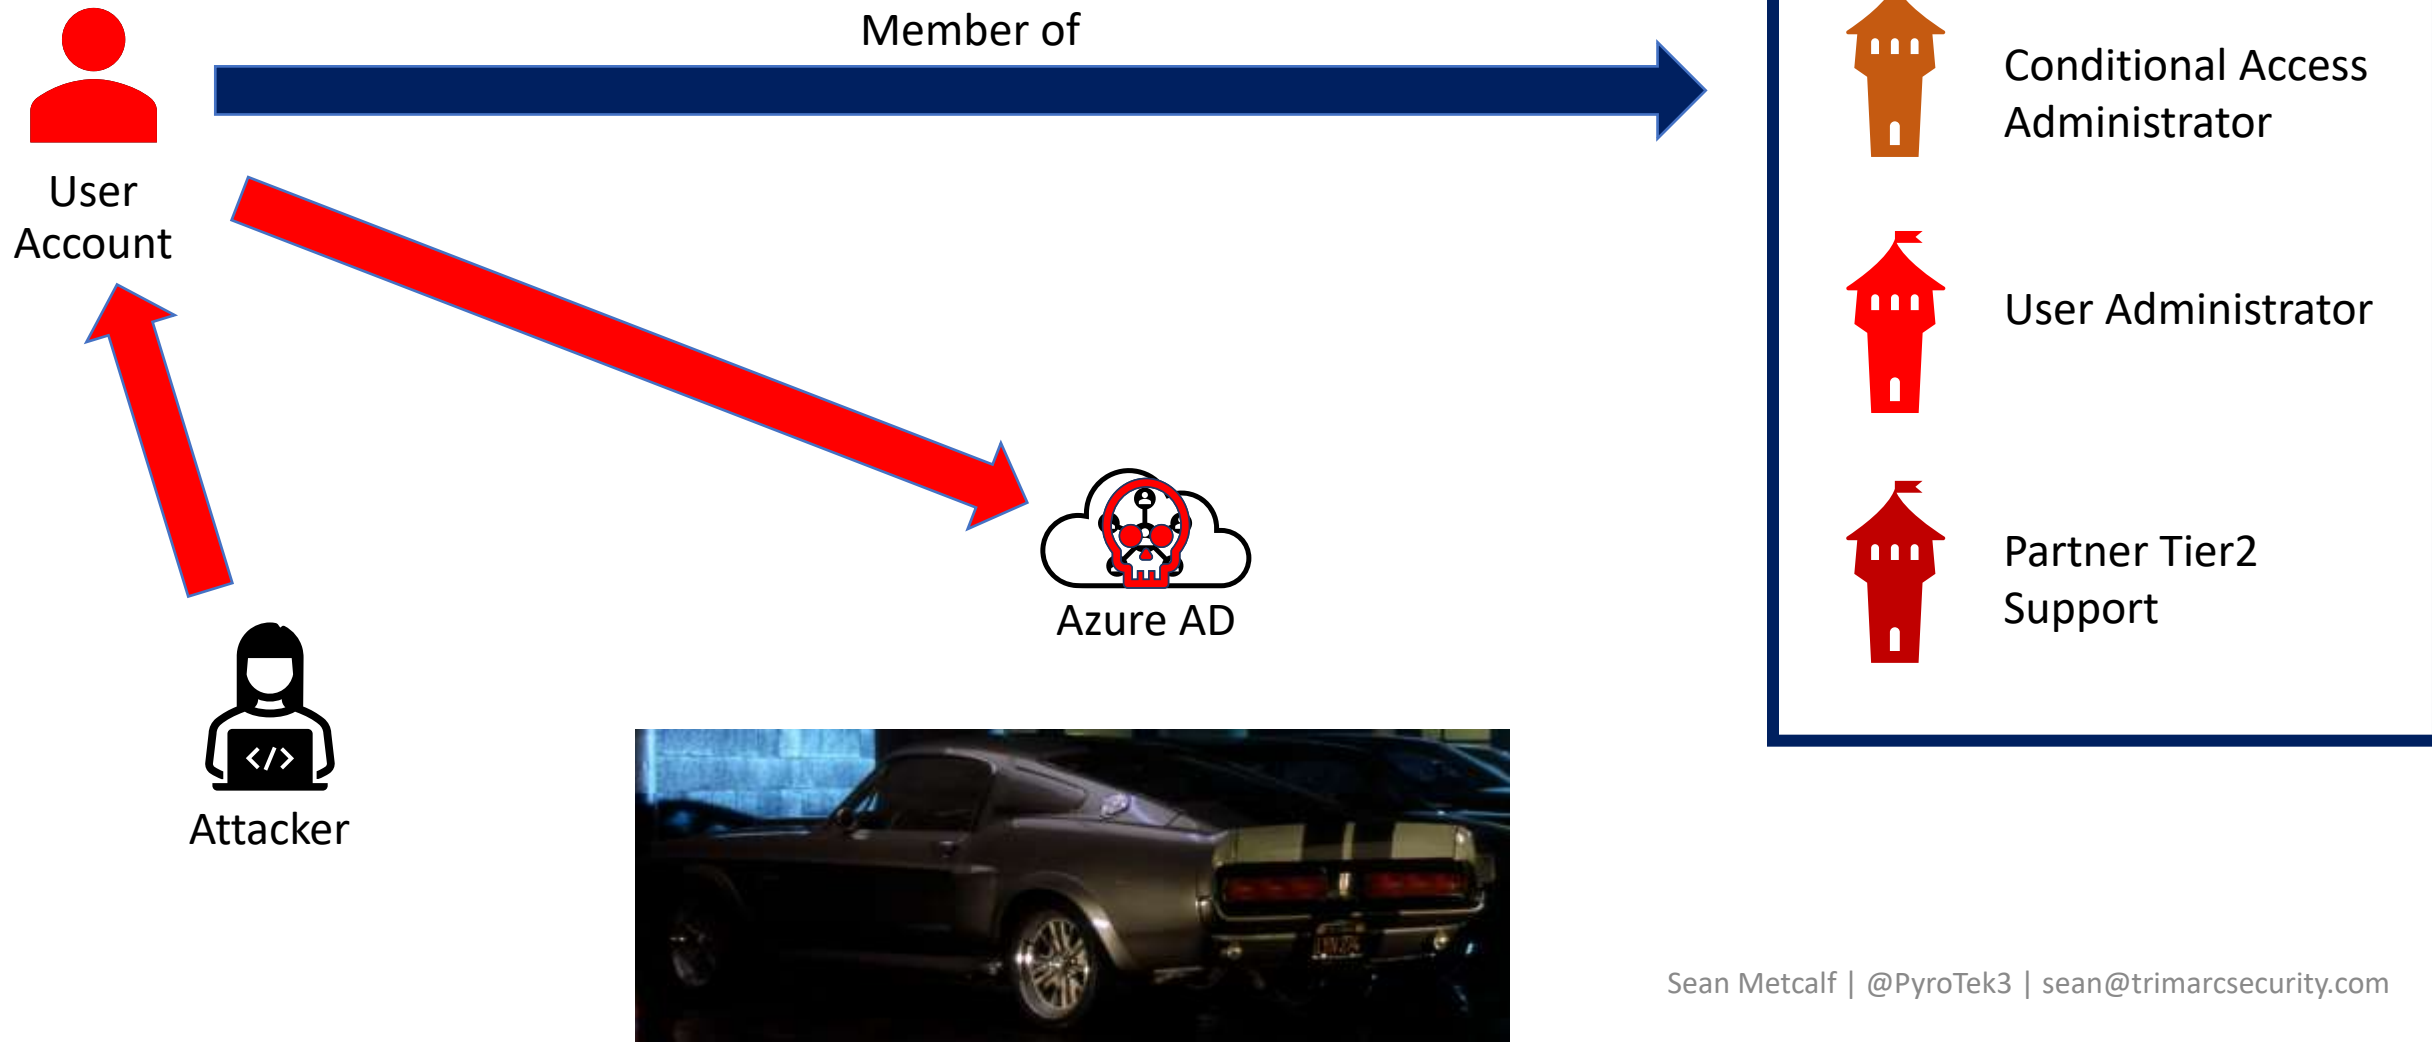 Member of
User
Account
Conditional Access
Administrator
User Administrator
Partner Tier2
Support
Azure AD
</>
Attacker
Sean Metcalf | @PyroTek3 | sean@trimarcsecurity.com